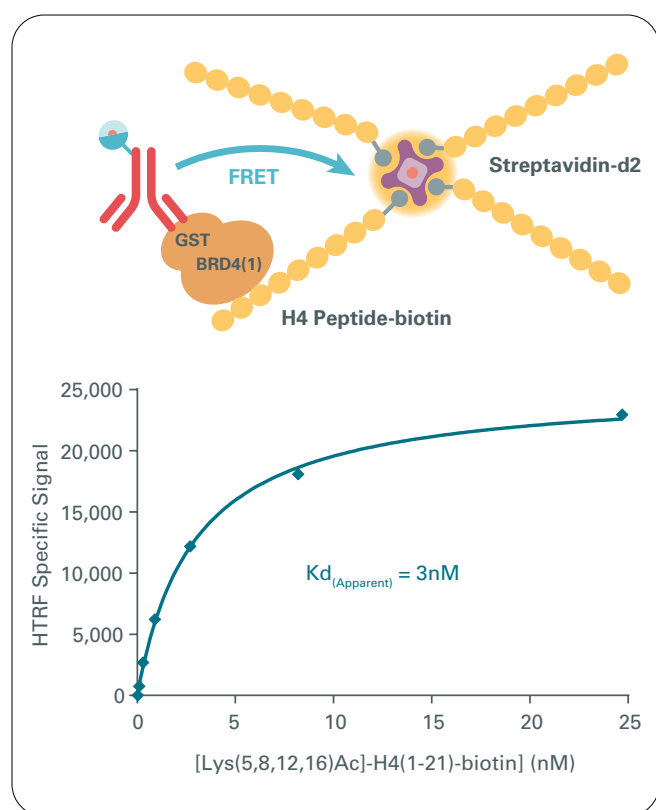 FRET
Streptavidin-d2
GST
BRD4(1)
H4 Peptide-biotin
25,000
20,000
15,000
10,000
5,000
0
HTRF Specific Signal
Kd(Apparent) = 3nM
0 5 10 15 20 25
[Lys(5,8,12,16)Ac]-H4(1-21)-biotin] (nM)